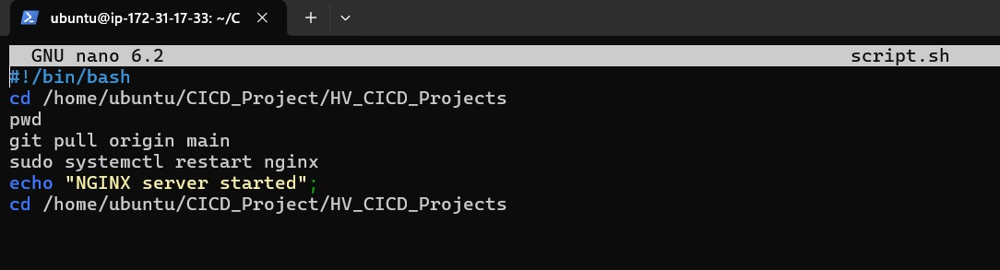 ubuntu@ip-172-31-17-33: ~/C
GNU nano 6.2 script.sh
#!/bin/bash
cd /home/ubuntu/CICD_Project/HV_CICD_Projects
pwd
git pull origin main
sudo systemctl restart nginx
echo "NGINX server started";
cd /home/ubuntu/CICD_Project/HV_CICD_Projects